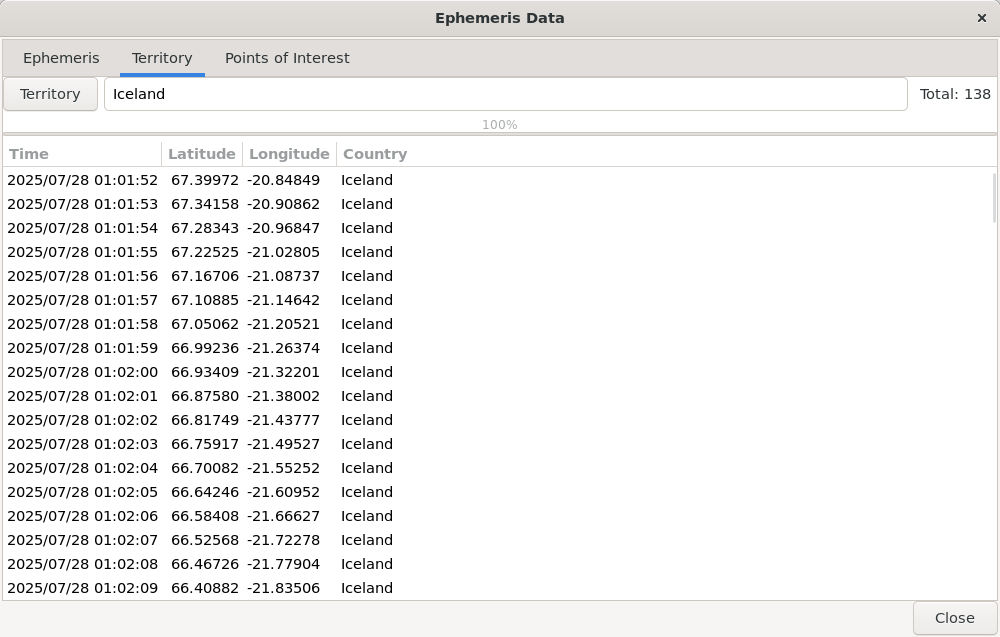 Ephemeris Data ×
Ephemeris Territory Points of Interest
Territory Iceland Total: 138
100%
Time Latitude Longitude Country
2025/07/28 01:01:52 67.39972 -20.84849 Iceland
2025/07/28 01:01:53 67.34158 -20.90862 Iceland
2025/07/28 01:01:54 67.28343 -20.96847 Iceland
2025/07/28 01:01:55 67.22525 -21.02805 Iceland
2025/07/28 01:01:56 67.16706 -21.08737 Iceland
2025/07/28 01:01:57 67.10885 -21.14642 Iceland
2025/07/28 01:01:58 67.05062 -21.20521 Iceland
2025/07/28 01:01:59 66.99236 -21.26374 Iceland
2025/07/28 01:02:00 66.93409 -21.32201 Iceland
2025/07/28 01:02:01 66.87580 -21.38002 Iceland
2025/07/28 01:02:02 66.81749 -21.43777 Iceland
2025/07/28 01:02:03 66.75917 -21.49527 Iceland
2025/07/28 01:02:04 66.70082 -21.55252 Iceland
2025/07/28 01:02:05 66.64246 -21.60952 Iceland
2025/07/28 01:02:06 66.58408 -21.66627 Iceland
2025/07/28 01:02:07 66.52568 -21.72278 Iceland
2025/07/28 01:02:08 66.46726 -21.77904 Iceland
2025/07/28 01:02:09 66.40882 -21.83506 Iceland
Close